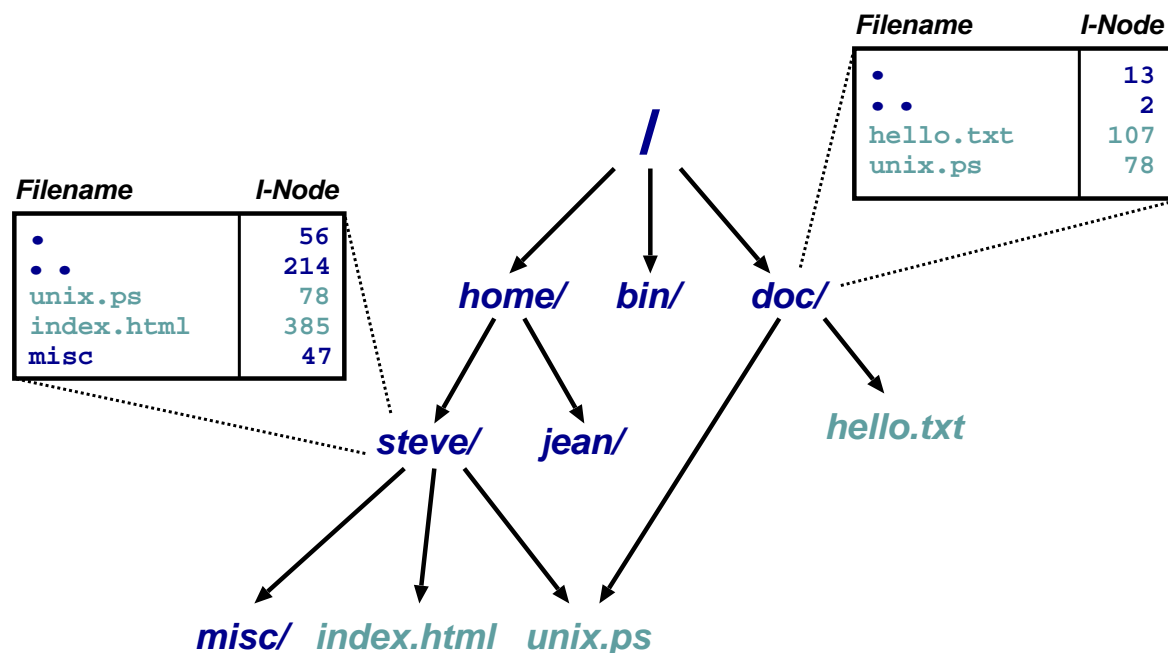 Filename I-Node
• 13
•• 2
hello.txt 107
unix.ps 78
/
Filename I-Node
• 56
•• 214
unix.ps 78
index.html 385
misc 47
home/ bin/ doc/
steve/ jean/ hello.txt
misc/ index.html unix.ps